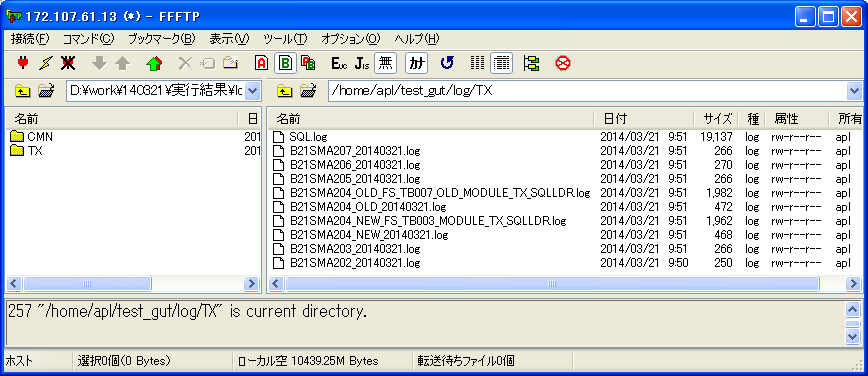 172.107.61.13 (*) - FFFTP
接続(F) コマンド(C) ブックマーク(B) 表示(V) ツール(T) オプション(O) ヘルプ(H)
A B B EUC JIS 無 カナ
D:¥work¥140321¥実行結果¥lo /home/apl/test_gut/log/TX
名前 日
CMN 201
TX 201
名前 日付 サイズ 種 属性 所有
SQL.log 2014/03/21 9:51 19,137 log rw-r--r-- apl
B21SMA207_20140321.log 2014/03/21 9:51 266 log rw-r--r-- apl
B21SMA206_20140321.log 2014/03/21 9:51 270 log rw-r--r-- apl
B21SMA205_20140321.log 2014/03/21 9:51 266 log rw-r--r-- apl
B21SMA204_OLD_FS_TB007_OLD_MODULE_TX_SQLLDR.log 2014/03/21 9:51 1,982 log rw-r--r-- apl
B21SMA204_OLD_20140321.log 2014/03/21 9:51 472 log rw-r--r-- apl
B21SMA204_NEW_FS_TB003_MODULE_TX_SQLLDR.log 2014/03/21 9:51 1,962 log rw-r--r-- apl
B21SMA204_NEW_20140321.log 2014/03/21 9:51 468 log rw-r--r-- apl
B21SMA203_20140321.log 2014/03/21 9:51 266 log rw-r--r-- apl
B21SMA202_20140321.log 2014/03/21 9:50 250 log rw-r--r-- apl
257 "/home/apl/test_gut/log/TX" is current directory.
ホスト 選択0個(0 Bytes) ローカル空 10439.25M Bytes 転送待ちファイル0個